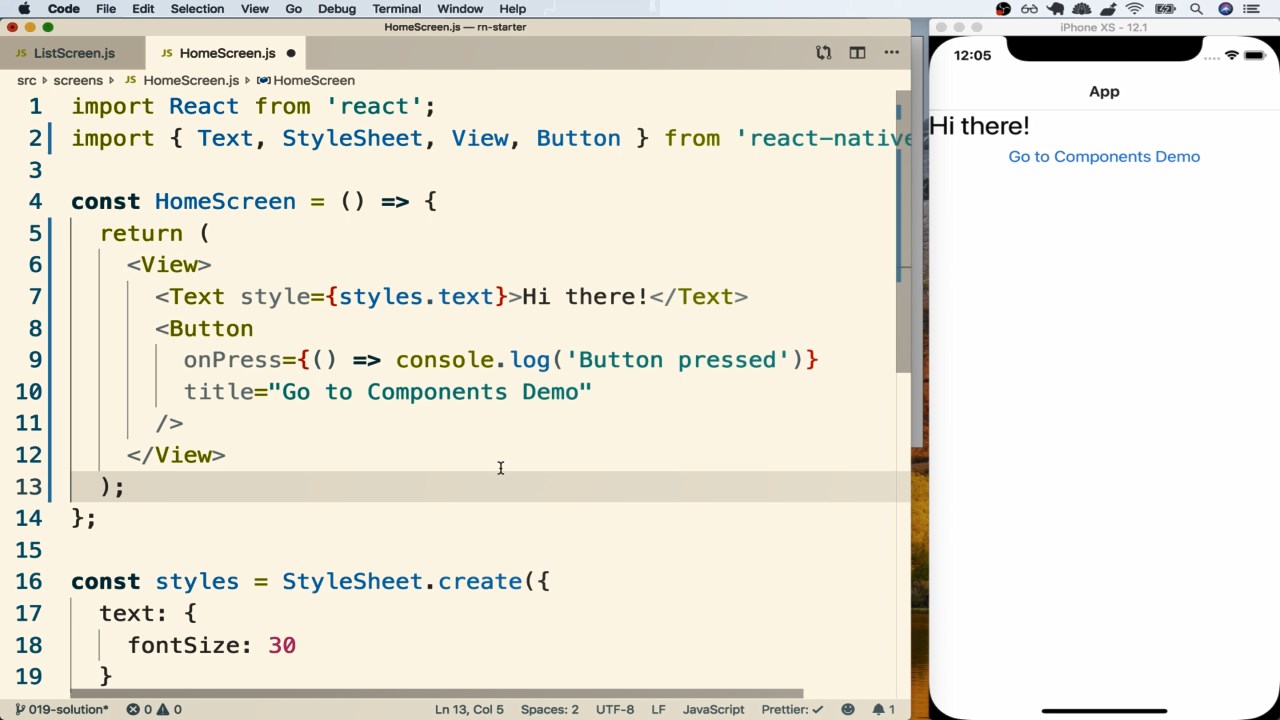 Code File Edit Selection View Go Debug Terminal Window Help
HomeScreen.js — rn-starter
JS ListScreen.js JS HomeScreen.js
src screens JS HomeScreen.js HomeScreen
1 import React from 'react';
2 import { Text, StyleSheet, View, Button } from 'react-native
3
4 const HomeScreen = () => {
5 return (
6 <View>
7 <Text style={styles.text}>Hi there!</Text>
8 <Button
9 onPress={() => console.log('Button pressed')}
10 title="Go to Components Demo"
11 />
12 </View>
13 );
14 };
15
16 const styles = StyleSheet.create({
17 text: {
18 fontSize: 30
19 }
019-solution* 0 0 Ln 13, Col 5 Spaces: 2 UTF-8 LF JavaScript Prettier: ✓ 1
iPhone XS - 12.1
12:05
App
Hi there!
Go to Components Demo